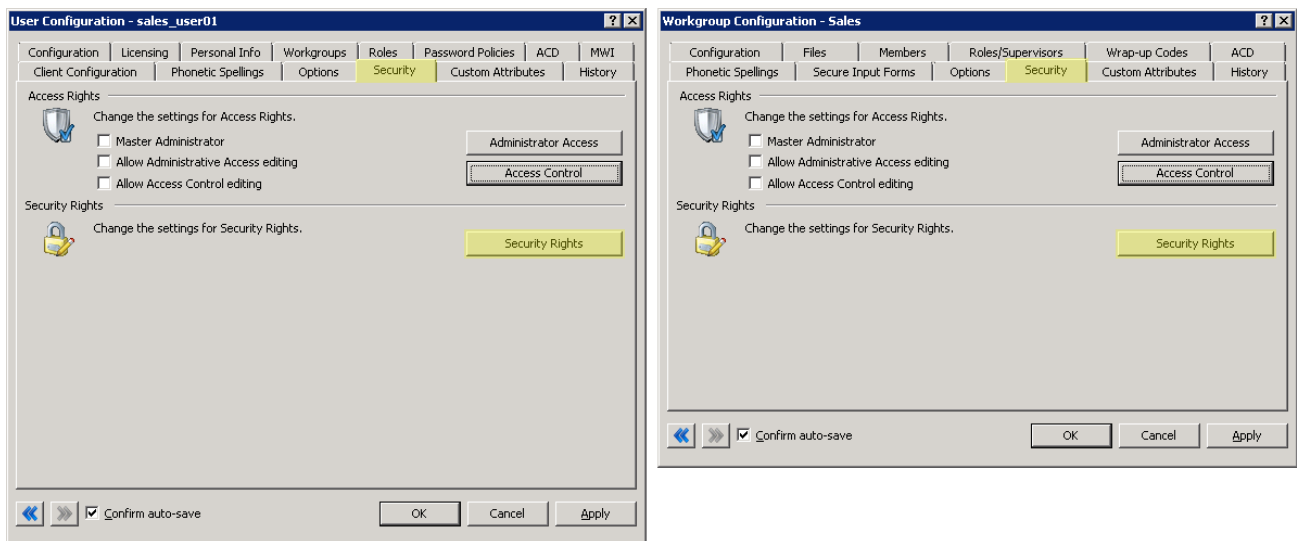 User Configuration - sales_user01
Configuration Licensing Personal Info Workgroups Roles Password Policies ACD MWI
Client Configuration Phonetic Spellings Options Security Custom Attributes History
Access Rights
Change the settings for Access Rights.
Master Administrator
Administrator Access
Allow Administrative Access editing
Access Control
Allow Access Control editing
Security Rights
Change the settings for Security Rights.
Security Rights
Confirm auto-save OK Cancel Apply
Workgroup Configuration - Sales
Configuration Files Members Roles/Supervisors Wrap-up Codes ACD
Phonetic Spellings Secure Input Forms Options Security Custom Attributes History
Access Rights
Change the settings for Access Rights.
Master Administrator
Administrator Access
Allow Administrative Access editing
Access Control
Allow Access Control editing
Security Rights
Change the settings for Security Rights.
Security Rights
Confirm auto-save OK Cancel Apply